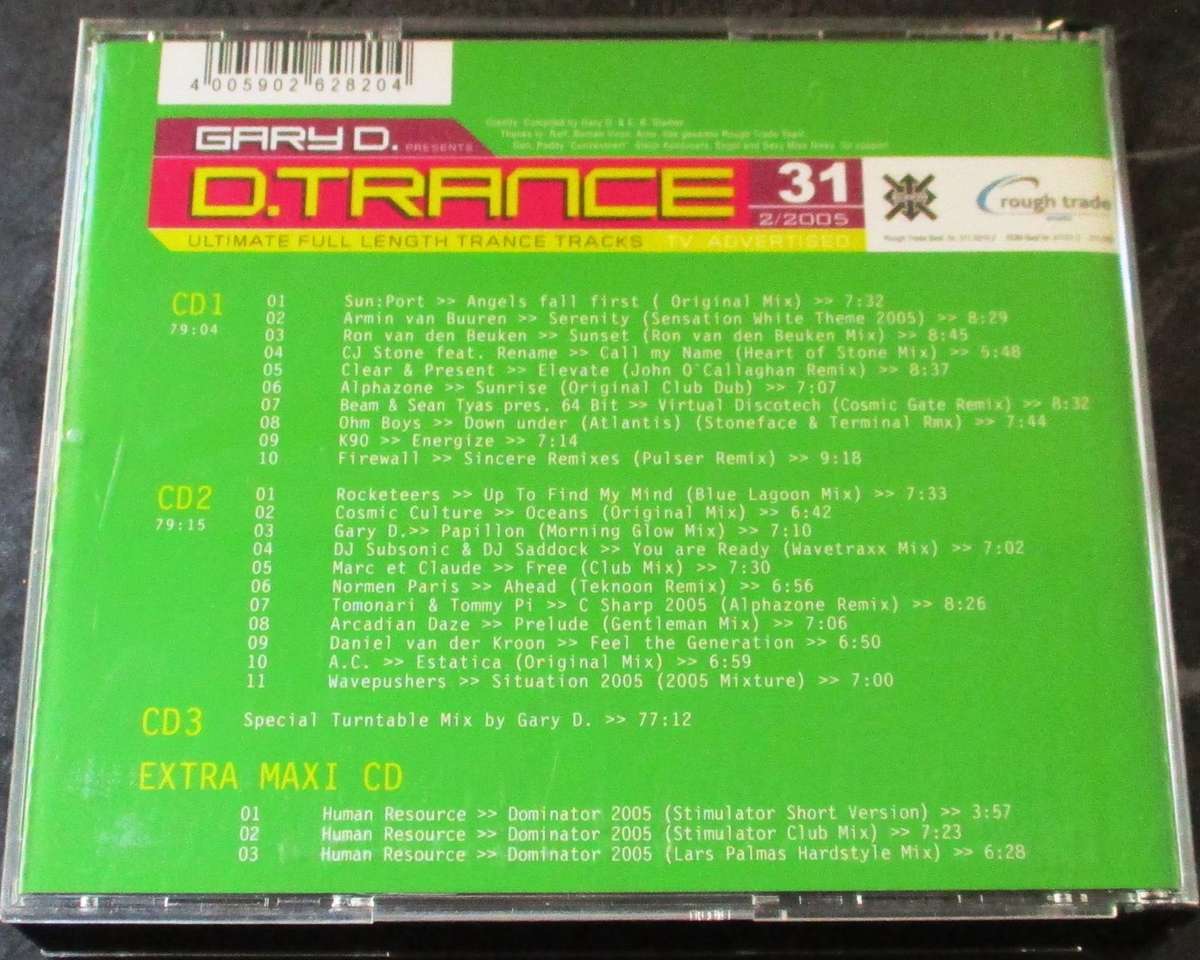 4 005902 628204
Credits: Compiled by Gary D. &
Thanks to
GARY D. PRESENTS
D.TRANCE 31
2/2005
rough trade
ULTIMATE FULL LENGTH TRANCE TRACKS TV ADVERTISED
CD1
79:04
01 Sun:Port >> Angels fall first ( Original Mix) >> 7:32
02 Armin van Buuren >> Serenity (Sensation White Theme 2005) >> 8:29
03 Ron van den Beuken >> Sunset (Ron van den Beuken Mix) >> 8:45
04 CJ Stone feat. Rename >> Call my Name (Heart of Stone Mix) >> 5:48
05 Clear & Present >> Elevate (John O`Callaghan Remix) >> 8:37
06 Alphazone >> Sunrise (Original Club Dub) >> 7:07
07 Beam & Sean Tyas pres. 64 Bit >> Virtual Discotech (Cosmic Gate Remix) >> 8:32
08 Ohm Boys >> Down under (Atlantis) (Stoneface & Terminal Rmx) >> 7:44
09 K90 >> Energize >> 7:14
10 Firewall >> Sincere Remixes (Pulser Remix) >> 9:18
CD2
79:15
01 Rocketeers >> Up To Find My Mind (Blue Lagoon Mix) >> 7:33
02 Cosmic Culture >> Oceans (Original Mix) >> 6:42
03 Gary D.>> Papillon (Morning Glow Mix) >> 7:10
04 DJ Subsonic & DJ Saddock >> You are Ready (Wavetraxx Mix) >> 7:02
05 Marc et Claude >> Free (Club Mix) >> 7:30
06 Normen Paris >> Ahead (Teknoon Remix) >> 6:56
07 Tomonari & Tommy Pi >> C Sharp 2005 (Alphazone Remix) >> 8:26
08 Arcadian Daze >> Prelude (Gentleman Mix) >> 7:06
09 Daniel van der Kroon >> Feel the Generation >> 6:50
10 A.C. >> Estatica (Original Mix) >> 6:59
11 Wavepushers >> Situation 2005 (2005 Mixture) >> 7:00
CD3 Special Turntable Mix by Gary D. >> 77:12
EXTRA MAXI CD
01 Human Resource >> Dominator 2005 (Stimulator Short Version) >> 3:57
02 Human Resource >> Dominator 2005 (Stimulator Club Mix) >> 7:23
03 Human Resource >> Dominator 2005 (Lars Palmas Hardstyle Mix) >> 6:28